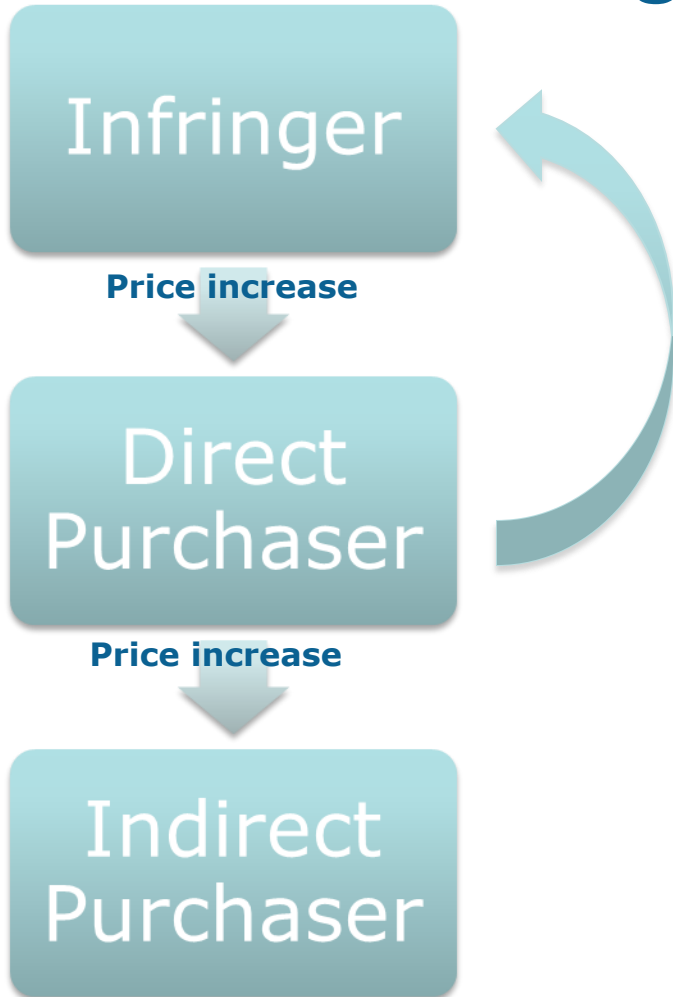 Infringer
Price increase
Direct
Purchaser
Price increase
Indirect
Purchaser